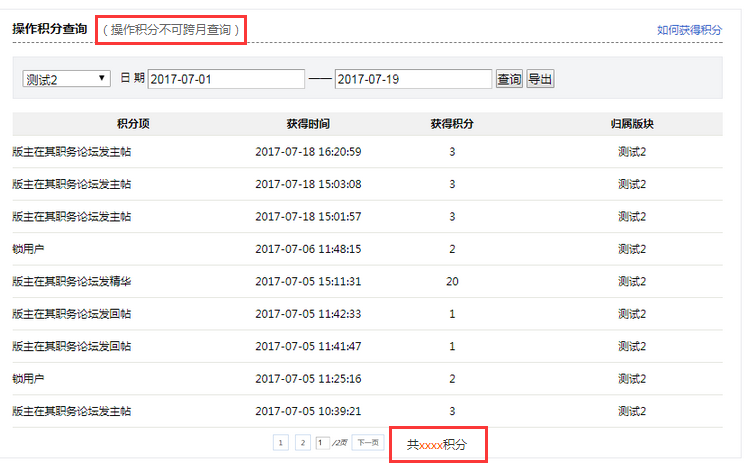 操作积分查询 （操作积分不可跨月查询） 如何获得积分
测试2 日 期 2017-07-01 —— 2017-07-19 查询 导出
积分项 获得时间 获得积分 归属版块
版主在某职务论坛发主帖 2017-07-18 16:20:59 3 测试2
版主在某职务论坛发主帖 2017-07-18 15:03:08 3 测试2
版主在某职务论坛发主帖 2017-07-18 15:01:57 3 测试2
锁用户 2017-07-06 11:48:15 2 测试2
版主在某职务论坛发精华 2017-07-05 15:11:31 20 测试2
版主在某职务论坛发回帖 2017-07-05 11:42:33 1 测试2
版主在某职务论坛发回帖 2017-07-05 11:41:47 1 测试2
锁用户 2017-07-05 11:25:16 2 测试2
版主在某职务论坛发主帖 2017-07-05 10:39:21 3 测试2
1 2 1 /2页 下一页 共xxxx积分